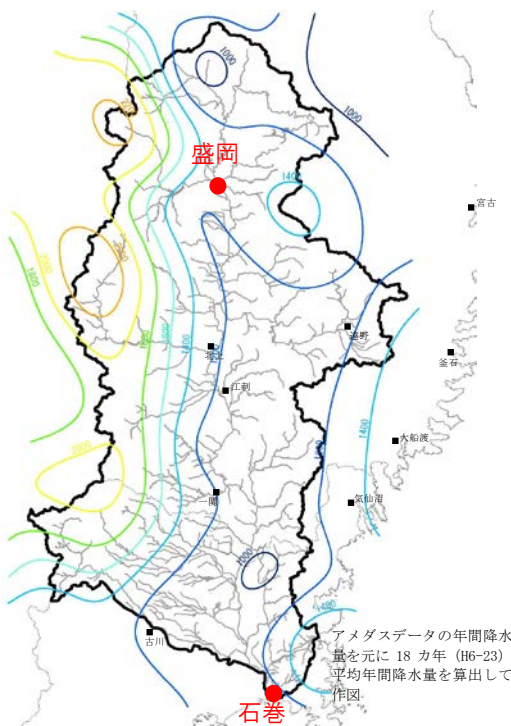 1000
1000
盛岡
1400
宮古
2000
1800
遠野
釜石
江刺
1400
大船渡
2000
一関
気仙沼
1000
1400
古川
石巻
アメダスデータの年間降水
量を元に 18 カ年 (H6-23)
平均年間降水量を算出して
作図